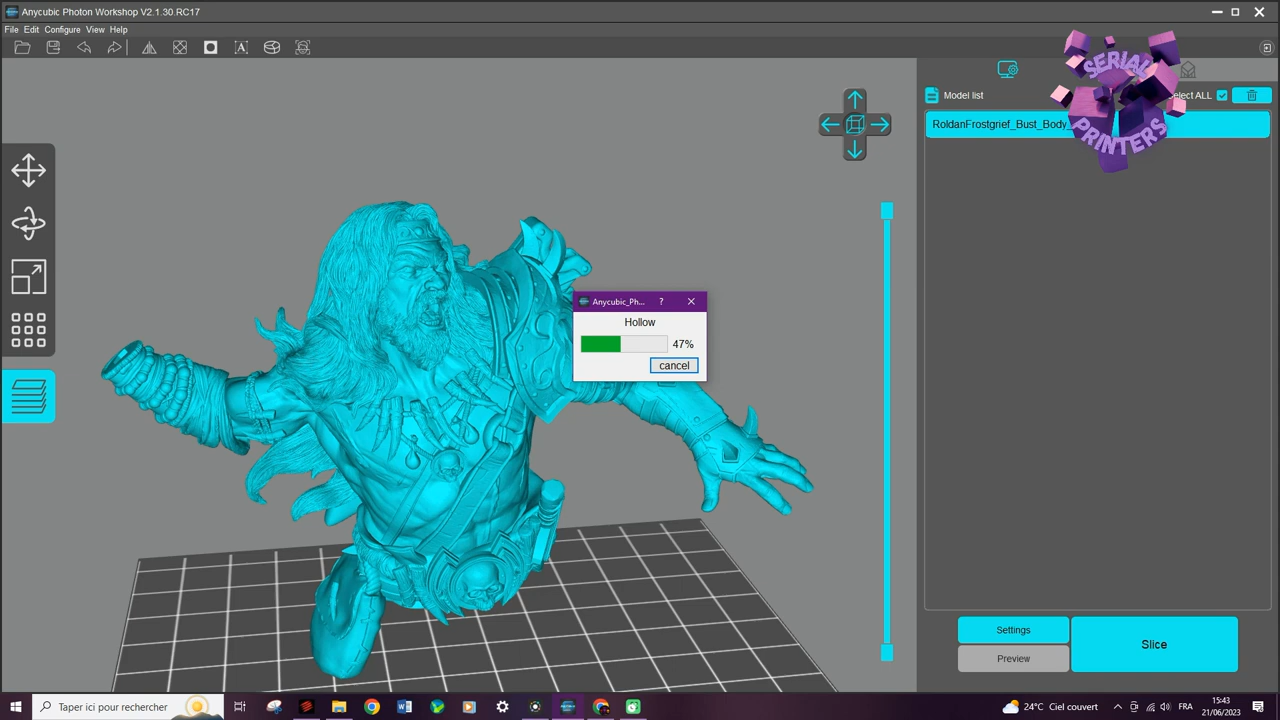 Anycubic Photon Workshop V2.1.30.RC17
File Edit Configure View Help
SERIAL PRINTERS
Model list
elect ALL
RoldanFrostgrief_Bust_Body_
Anycubic_Ph... ?
Hollow
47%
cancel
Settings
Slice
Preview
Taper ici pour rechercher
24°C Ciel couvert
FRA
15:43
21/06/2023